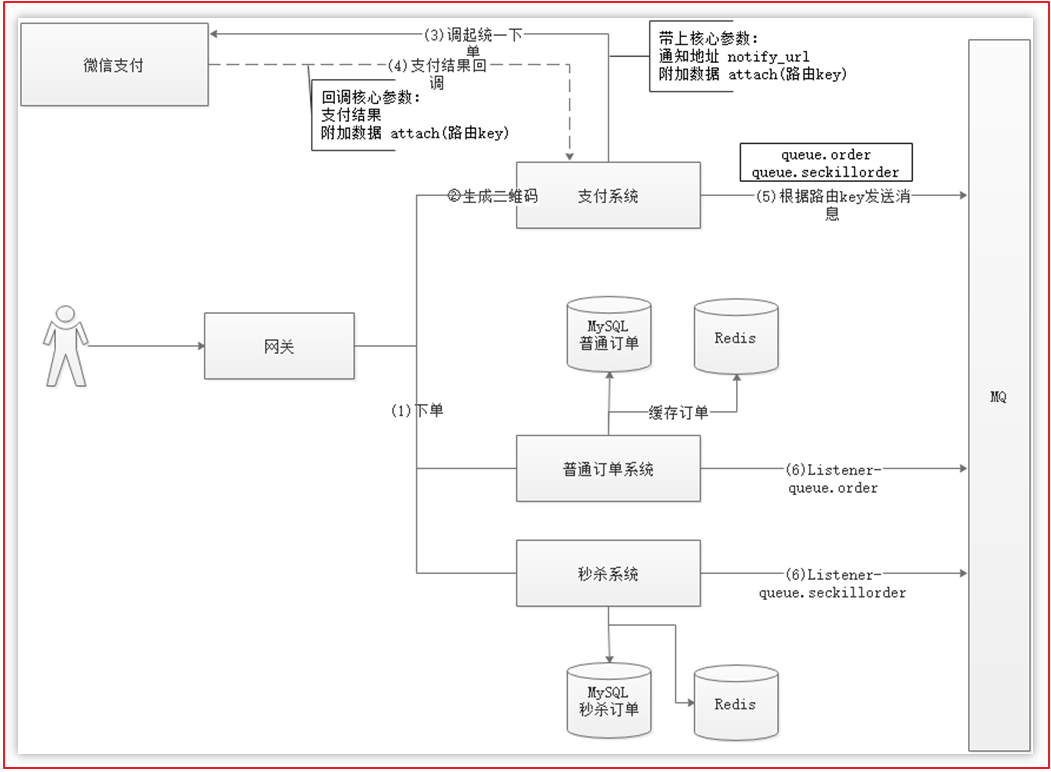 微信支付
(3)调起统一下
单
(4)支付结果回
调
带上核心参数:
通知地址 notify_url
附加数据 attach(路由key)
回调核心参数:
支付结果
附加数据 attach(路由key)
queue.order
queue.seckillorder
②生成二维码
支付系统
(5)根据路由key发送消
息
MySQL
普通订单
Redis
网关
MQ
(1)下单
缓存订单
普通订单系统
(6)Listener-
queue.order
秒杀系统
(6)Listener-
queue.seckillorder
MySQL
秒杀订单
Redis